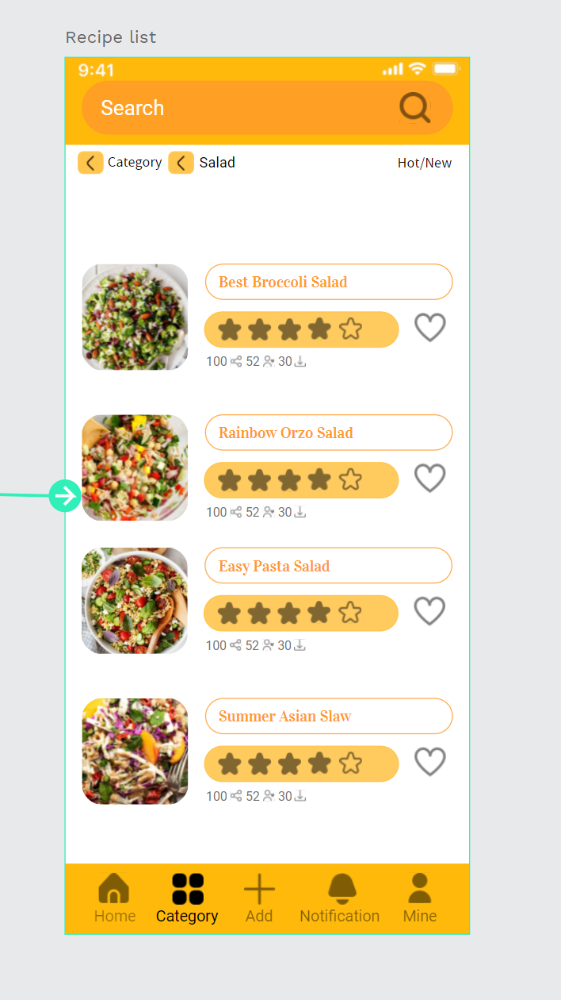 Recipe list
9:41
Search
Category Salad Hot/New
Best Broccoli Salad
100 52 30
Rainbow Orzo Salad
100 52 30
Easy Pasta Salad
100 52 30
Summer Asian Slaw
100 52 30
Home Category Add Notification Mine